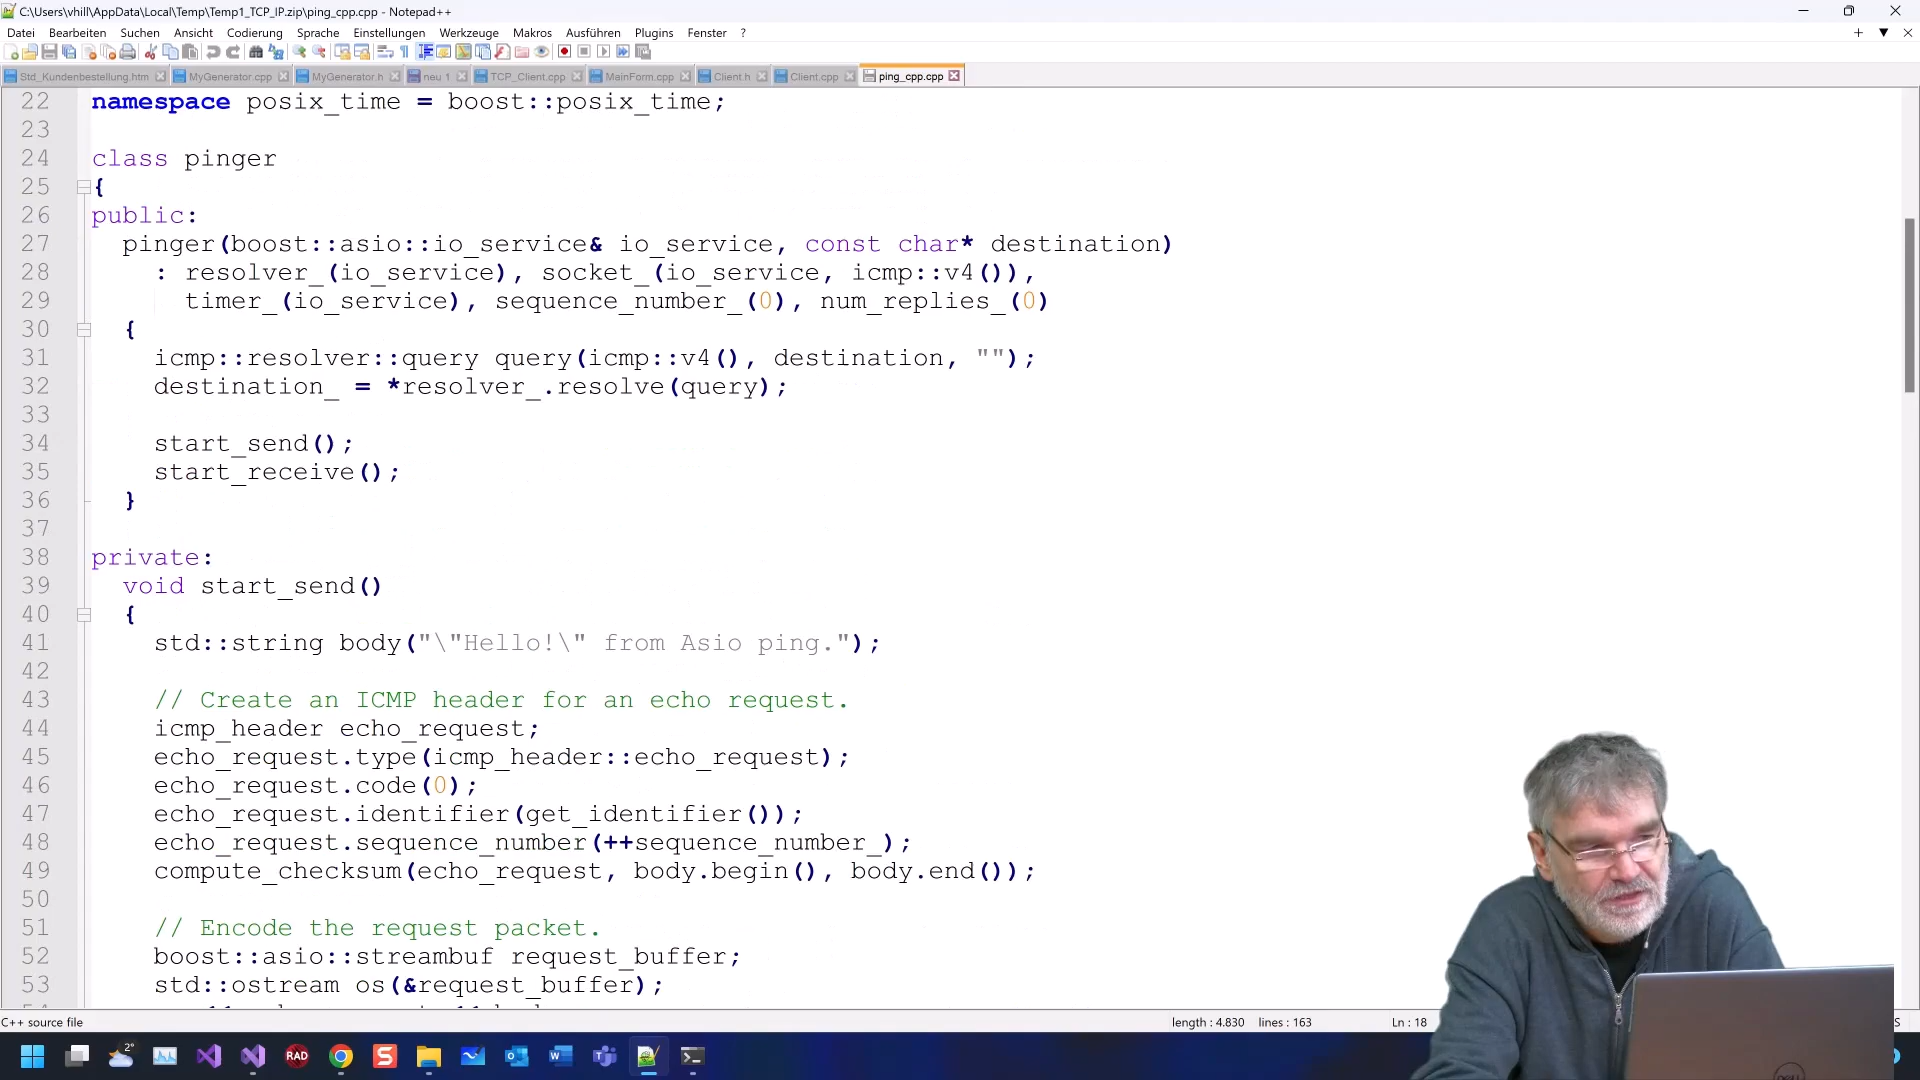 C:\Users\vhill\AppData\Local\Temp\Temp1_TCP_IP.zip\ping_cpp.cpp - Notepad++
Datei Bearbeiten Suchen Ansicht Codierung Sprache Einstellungen Werkzeuge Makros Ausführen Plugins Fenster ?
Std_Kundenbestellung.htm MyGenerator.cpp MyGenerator.h neu 1 TCP_Client.cpp MainForm.cpp Client.h Client.cpp ping_cpp.cpp
22 namespace posix_time = boost::posix_time;
23
24 class pinger
25 {
26 public:
27 pinger(boost::asio::io_service& io_service, const char* destination)
28 : resolver_(io_service), socket_(io_service, icmp::v4()),
29 timer_(io_service), sequence_number_(0), num_replies_(0)
30 {
31 icmp::resolver::query query(icmp::v4(), destination, "");
32 destination_ = *resolver_.resolve(query);
33
34 start_send();
35 start_receive();
36 }
37
38 private:
39 void start_send()
40 {
41 std::string body("\"Hello!\" from Asio ping.");
42
43 // Create an ICMP header for an echo request.
44 icmp_header echo_request;
45 echo_request.type(icmp_header::echo_request);
46 echo_request.code(0);
47 echo_request.identifier(get_identifier());
48 echo_request.sequence_number(++sequence_number_);
49 compute_checksum(echo_request, body.begin(), body.end());
50
51 // Encode the request packet.
52 boost::asio::streambuf request_buffer;
53 std::ostream os(&request_buffer);
C++ source file length : 4.830 lines : 163 Ln : 18
2° RAD